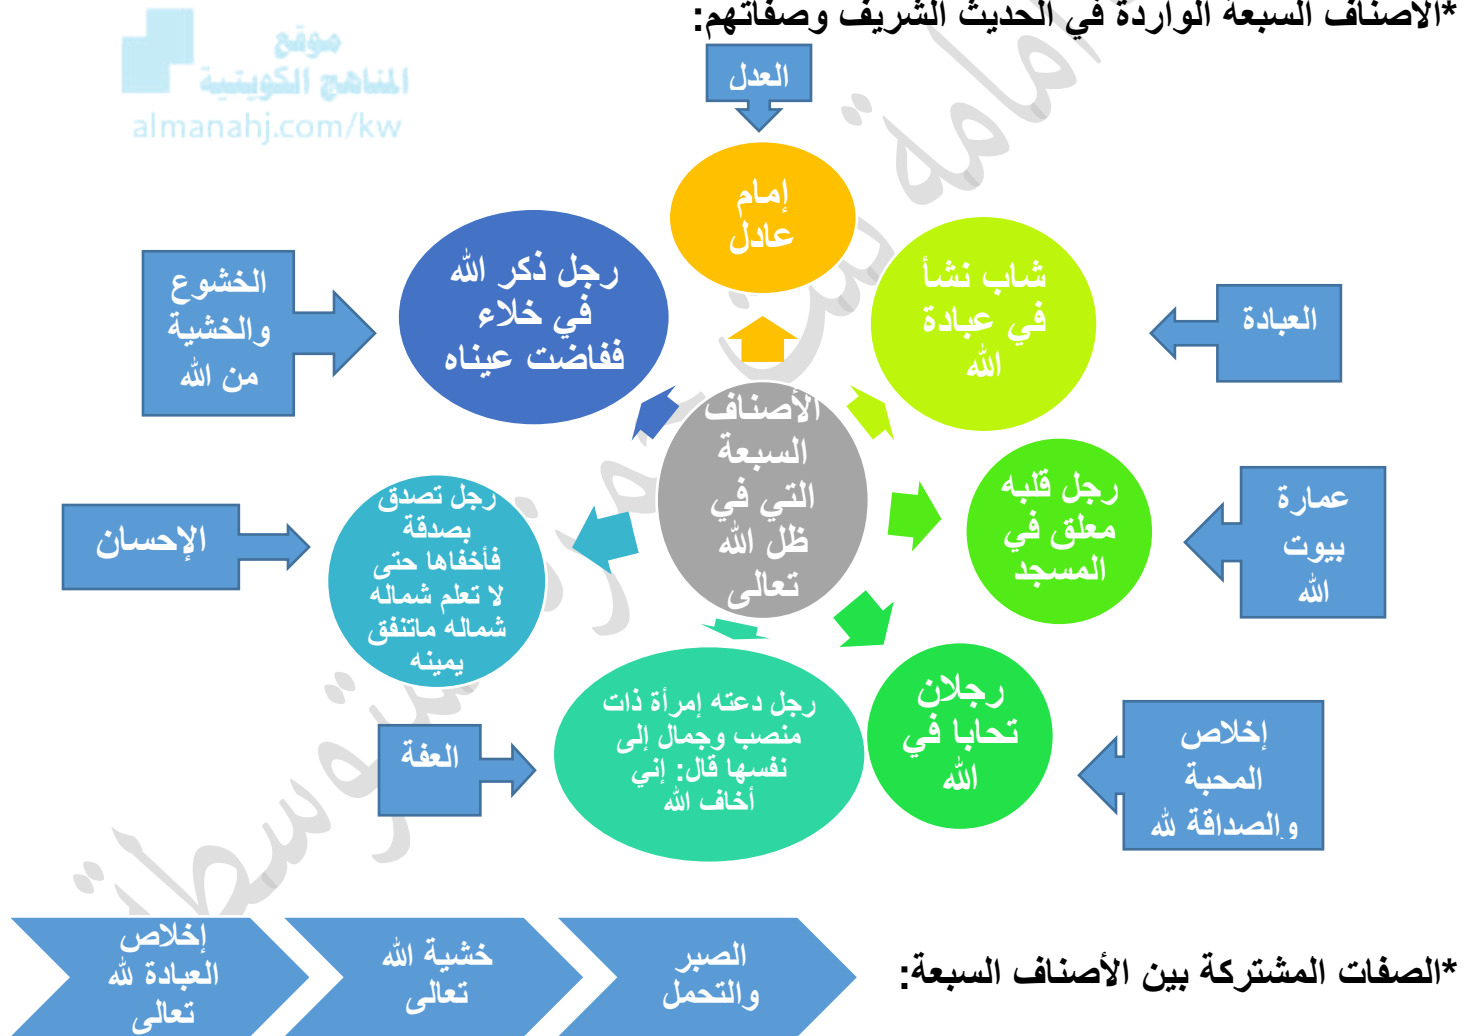 *الأصناف السبعة الواردة في الحديث الشريف وصفاتهم:
موقع
المناهج الكويتية
almanahj.com/kw
العدل
إمام
عادل
شاب نشأ
في عبادة
الله
العبادة
رجل قلبه
معلق في
المسجد
عمارة
بيوت
الله
رجلان
تحابا في
الله
إخلاص
المحبة
والصداقة لله
رجل دعته إمرأة ذات
منصب وجمال إلى
نفسها قال: إني
أخاف الله
العفة
رجل تصدق
بصدقة
فأخفاها حتى
لا تعلم شماله
شماله ماتنفق
يمينه
الإحسان
رجل ذكر الله
في خلاء
ففاضت عيناه
الخشوع
والخشية
من الله
الأصناف
السبعة
التي في
ظل الله
تعالى
*الصفات المشتركة بين الأصناف السبعة:
الصبر
والتحمل
خشية الله
تعالى
إخلاص
العبادة لله
تعالى
متوسطة